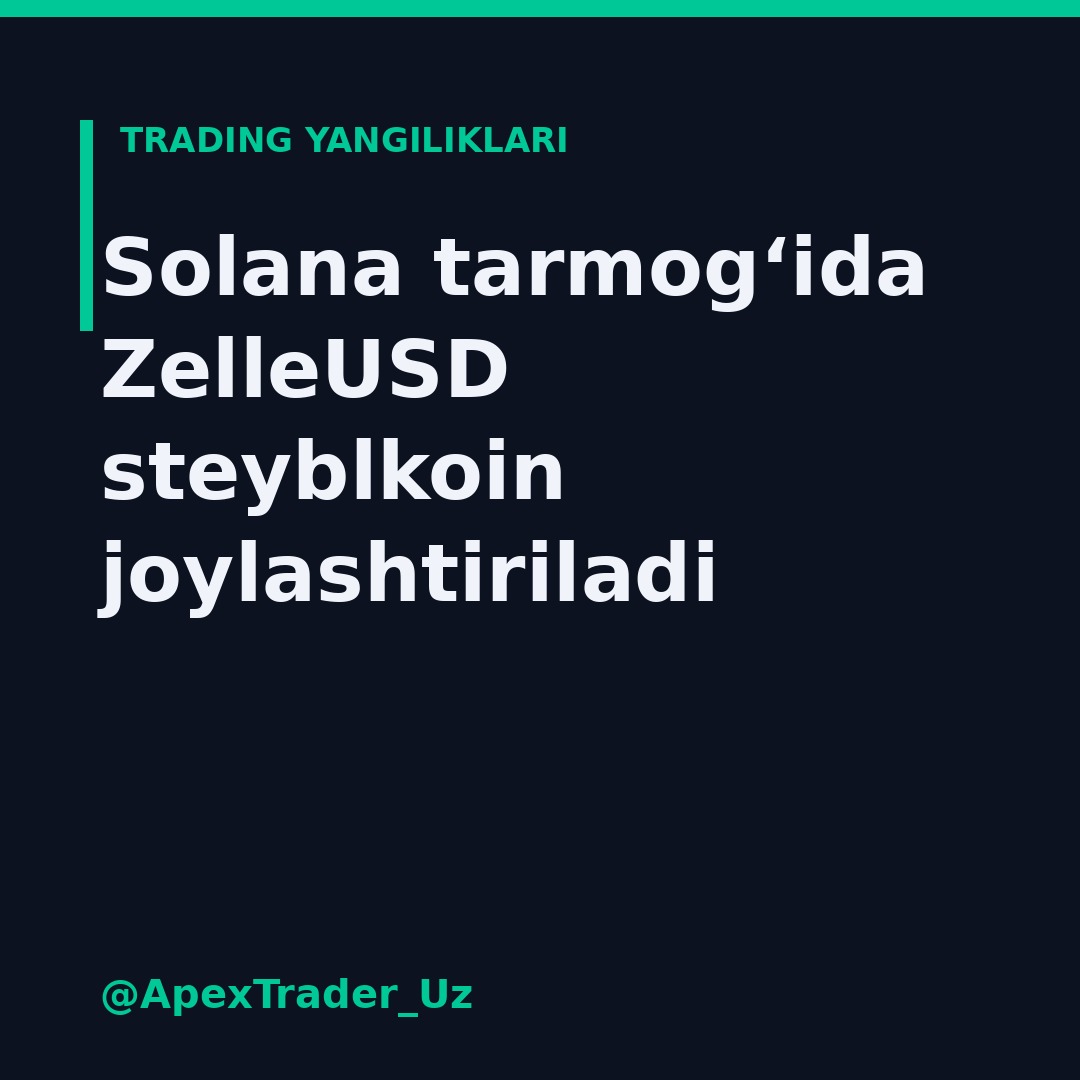 TRADING YANGILIKLARI
Solana tarmog‘ida
ZelleUSD
steyblkoin
joylashtiriladi
@ApexTrader_Uz